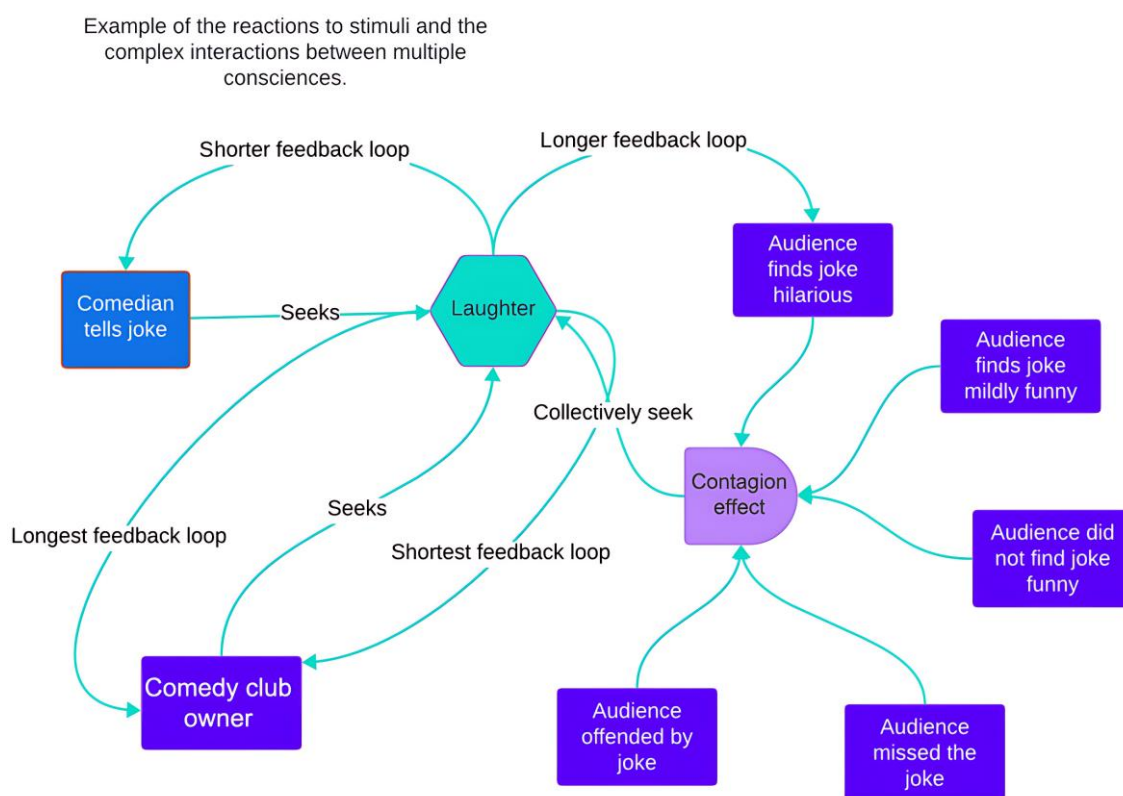 Example of the reactions to stimuli and the
complex interactions between multiple
consciences.
Shorter feedback loop
Longer feedback loop
Audience
finds joke
hilarious
Comedian
tells joke
Seeks
Laughter
Audience
finds joke
mildly funny
Collectively seek
Contagion
effect
Seeks
Longest feedback loop
Shortest feedback loop
Audience did
not find joke
funny
Comedy club
owner
Audience
offended by
joke
Audience
missed the
joke